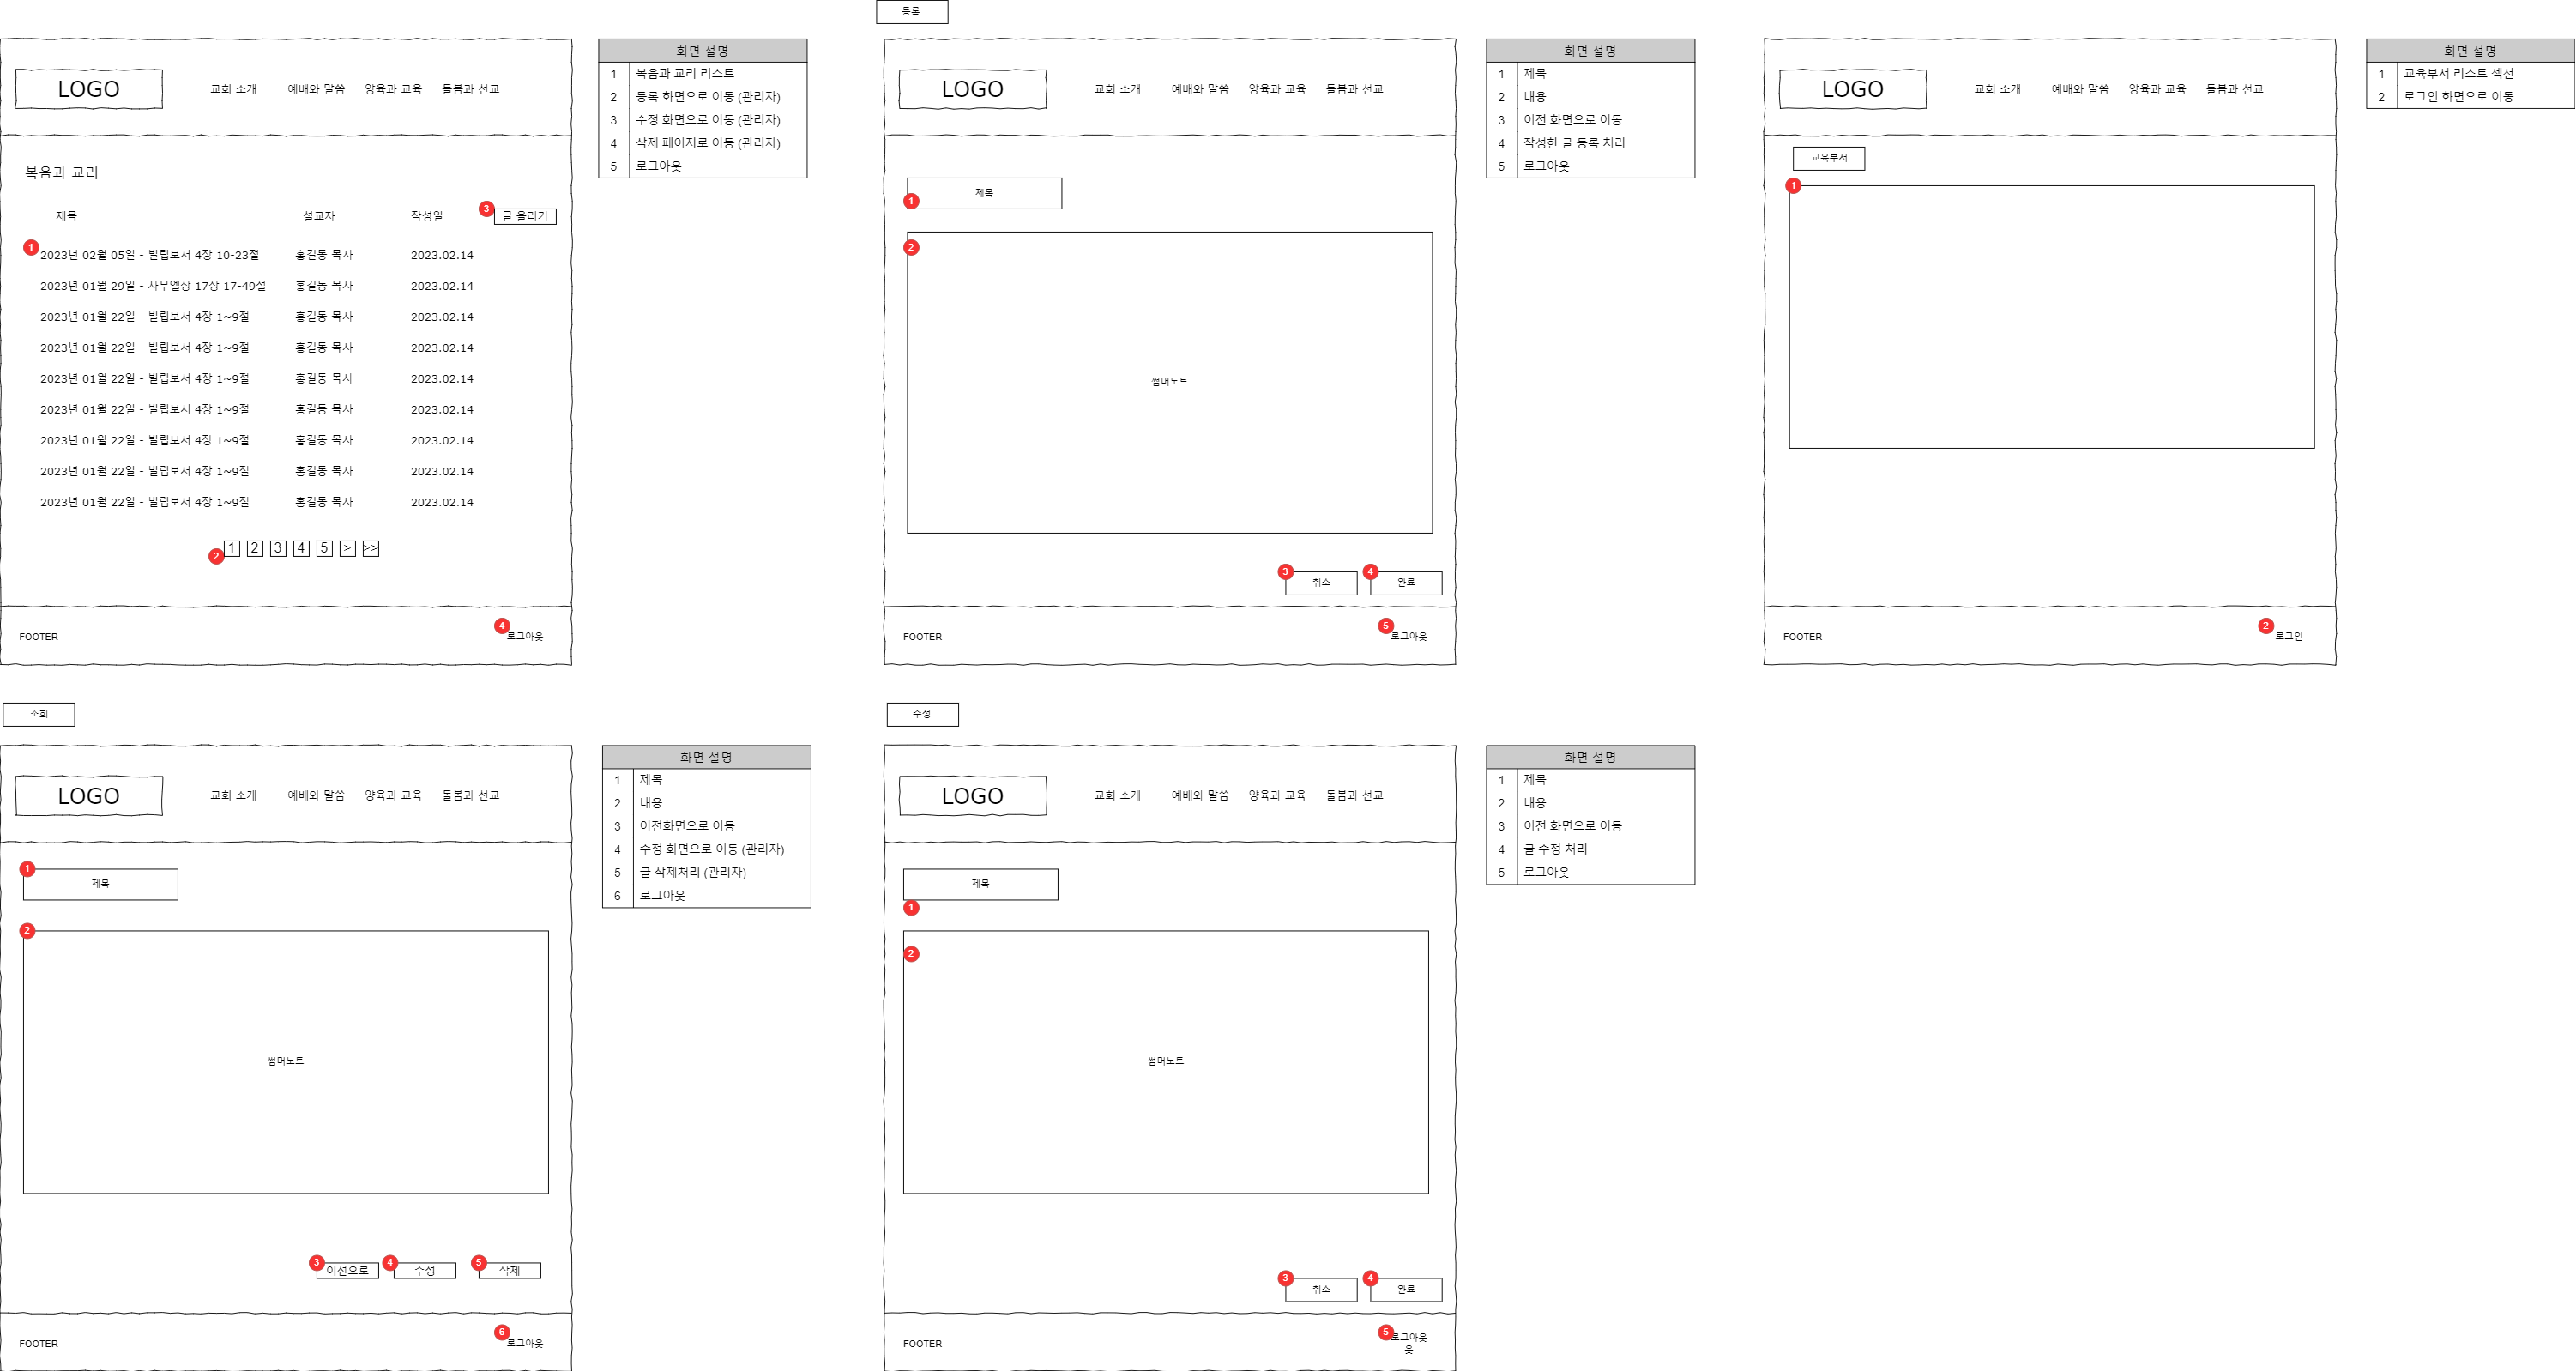 등록
LOGO
교회 소개 예배와 말씀 양육과 교육 돌봄과 선교
복음과 교리
제목 설교자 작성일 3 글 올리기
1 2023년 02월 05일 - 빌립보서 4장 10-23절 홍길동 목사 2023.02.14
2023년 01월 29일 - 사무엘상 17장 17-49절 홍길동 목사 2023.02.14
2023년 01월 22일 - 빌립보서 4장 1~9절 홍길동 목사 2023.02.14
2023년 01월 22일 - 빌립보서 4장 1~9절 홍길동 목사 2023.02.14
2023년 01월 22일 - 빌립보서 4장 1~9절 홍길동 목사 2023.02.14
2023년 01월 22일 - 빌립보서 4장 1~9절 홍길동 목사 2023.02.14
2023년 01월 22일 - 빌립보서 4장 1~9절 홍길동 목사 2023.02.14
2023년 01월 22일 - 빌립보서 4장 1~9절 홍길동 목사 2023.02.14
2023년 01월 22일 - 빌립보서 4장 1~9절 홍길동 목사 2023.02.14
2 1 2 3 4 5 > >>
FOOTER 4 로그아웃
화면 설명
1 복음과 교리 리스트
2 등록 화면으로 이동 (관리자)
3 수정 화면으로 이동 (관리자)
4 삭제 페이지로 이동 (관리자)
5 로그아웃
LOGO
교회 소개 예배와 말씀 양육과 교육 돌봄과 선교
1 제목
2
썸머노트
3 취소 4 완료
FOOTER 5 로그아웃
화면 설명
1 제목
2 내용
3 이전 화면으로 이동
4 작성한 글 등록 처리
5 로그아웃
LOGO
교회 소개 예배와 말씀 양육과 교육 돌봄과 선교
교육부서
1
FOOTER 2 로그인
화면 설명
1 교육부서 리스트 섹션
2 로그인 화면으로 이동
조회
LOGO
교회 소개 예배와 말씀 양육과 교육 돌봄과 선교
1 제목
2
썸머노트
3 이전으로 4 수정 5 삭제
FOOTER 6 로그아웃
화면 설명
1 제목
2 내용
3 이전화면으로 이동
4 수정 화면으로 이동 (관리자)
5 글 삭제처리 (관리자)
6 로그아웃
수정
LOGO
교회 소개 예배와 말씀 양육과 교육 돌봄과 선교
제목
1
2
썸머노트
3 취소 4 완료
FOOTER 5 로그아웃
웃
화면 설명
1 제목
2 내용
3 이전 화면으로 이동
4 글 수정 처리
5 로그아웃